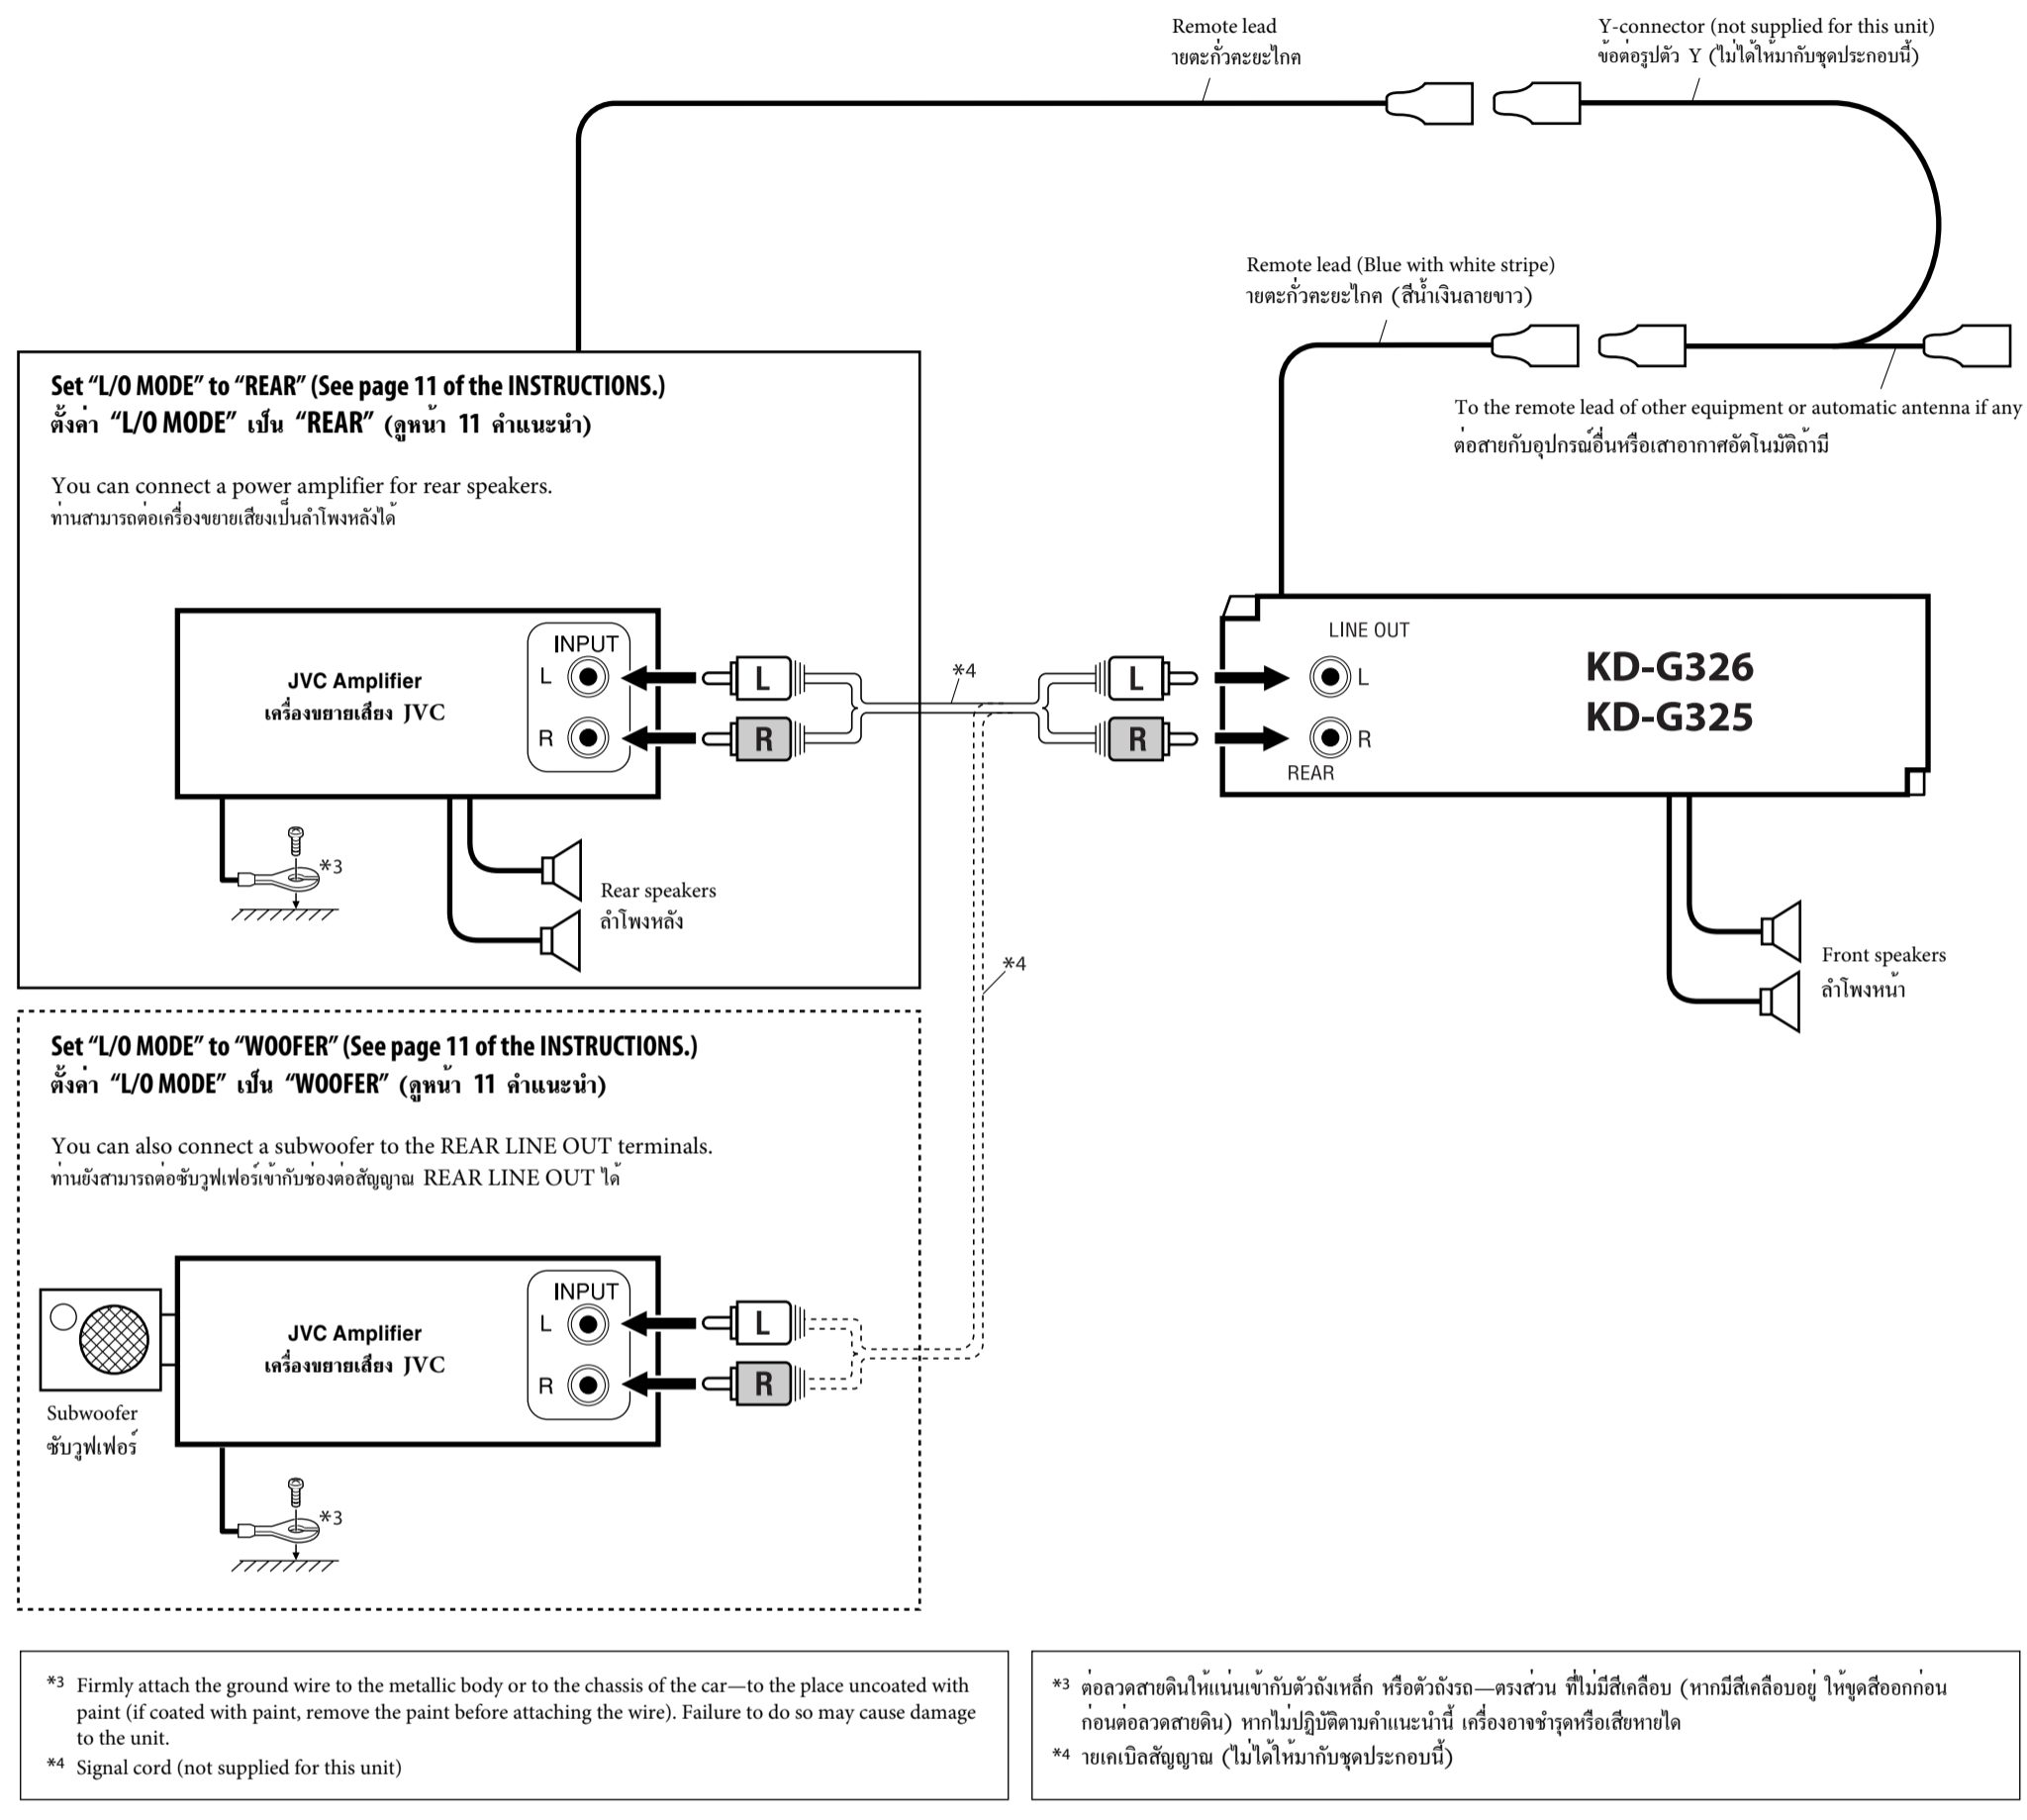 Remote lead
ายตะกั่วฅะยะไกฅ
Y-connector (not supplied for this unit)
ข้อต่อรูปตัว Y (ไม่ได้ให้มากับชุดประกอบนี้)
Remote lead (Blue with white stripe)
ายตะกั่วฅะยะไกฅ (สีน้ำเงินลายขาว)
To the remote lead of other equipment or automatic antenna if any
ต่อสายกับอุปกรณ์อื่นหรือเสาอากาศอัตโนมัติถ้ามี
Set “L/O MODE” to “REAR” (See page 11 of the INSTRUCTIONS.)
ตั้งค่า “L/O MODE” เป็น “REAR” (ดูหน้า 11 คำแนะนำ)
You can connect a power amplifier for rear speakers.
ท่านสามารถต่อเครื่องขยายเสียงเป็นลำโพงหลังได้
JVC Amplifier
เครื่องขยายเสียง JVC
INPUT
L
R
L
R
*4
L
R
LINE OUT
L
R
REAR
KD-G326
KD-G325
*3
Rear speakers
ลำโพงหลัง
Front speakers
ลำโพงหน้า
*4
Set “L/O MODE” to “WOOFER” (See page 11 of the INSTRUCTIONS.)
ตั้งค่า “L/O MODE” เป็น “WOOFER” (ดูหน้า 11 คำแนะนำ)
You can also connect a subwoofer to the REAR LINE OUT terminals.
ท่านยังสามารถต่อซับวูฟเฟอร์เข้ากับช่องต่อสัญญาณ REAR LINE OUT ได้
JVC Amplifier
เครื่องขยายเสียง JVC
INPUT
L
R
L
R
Subwoofer
ซับวูฟเฟอร์
*3
*3 Firmly attach the ground wire to the metallic body or to the chassis of the car—to the place uncoated with
paint (if coated with paint, remove the paint before attaching the wire). Failure to do so may cause damage
to the unit.
*4 Signal cord (not supplied for this unit)
*3 ต่อลวดสายดินให้แน่นเข้ากับตัวถังเหล็ก หรือตัวถังรถ—ตรงส่วน ที่ไม่มีสีเคลือบ (หากมีสีเคลือบอยู่ ให้ขูดสีออกก่อน
ก่อนต่อลวดสายดิน) หากไม่ปฏิบัติตามคำแนะนำนี้ เครื่องอาจชำรุดหรือเสียหายได
*4 ายเคเบิลสัญญาณ (ไม่ได้ให้มากับชุดประกอบนี้)